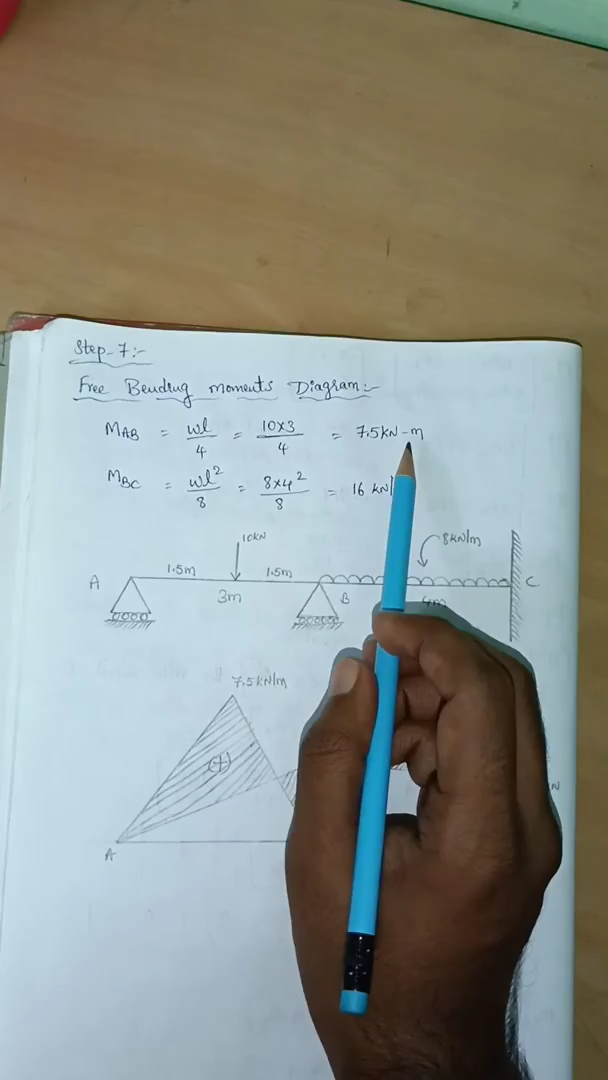 Step-7:-
Free Bending moments Diagram:-
MAB = wl/4 = 10×3/4 = 7.5kN-m
MBC = wl²/8 = 8×4²/8 = 16 kN
10kN
8kN/m
A 1.5m 1.5m C
3m B 4m
7.5kN/m
(+)
N
A